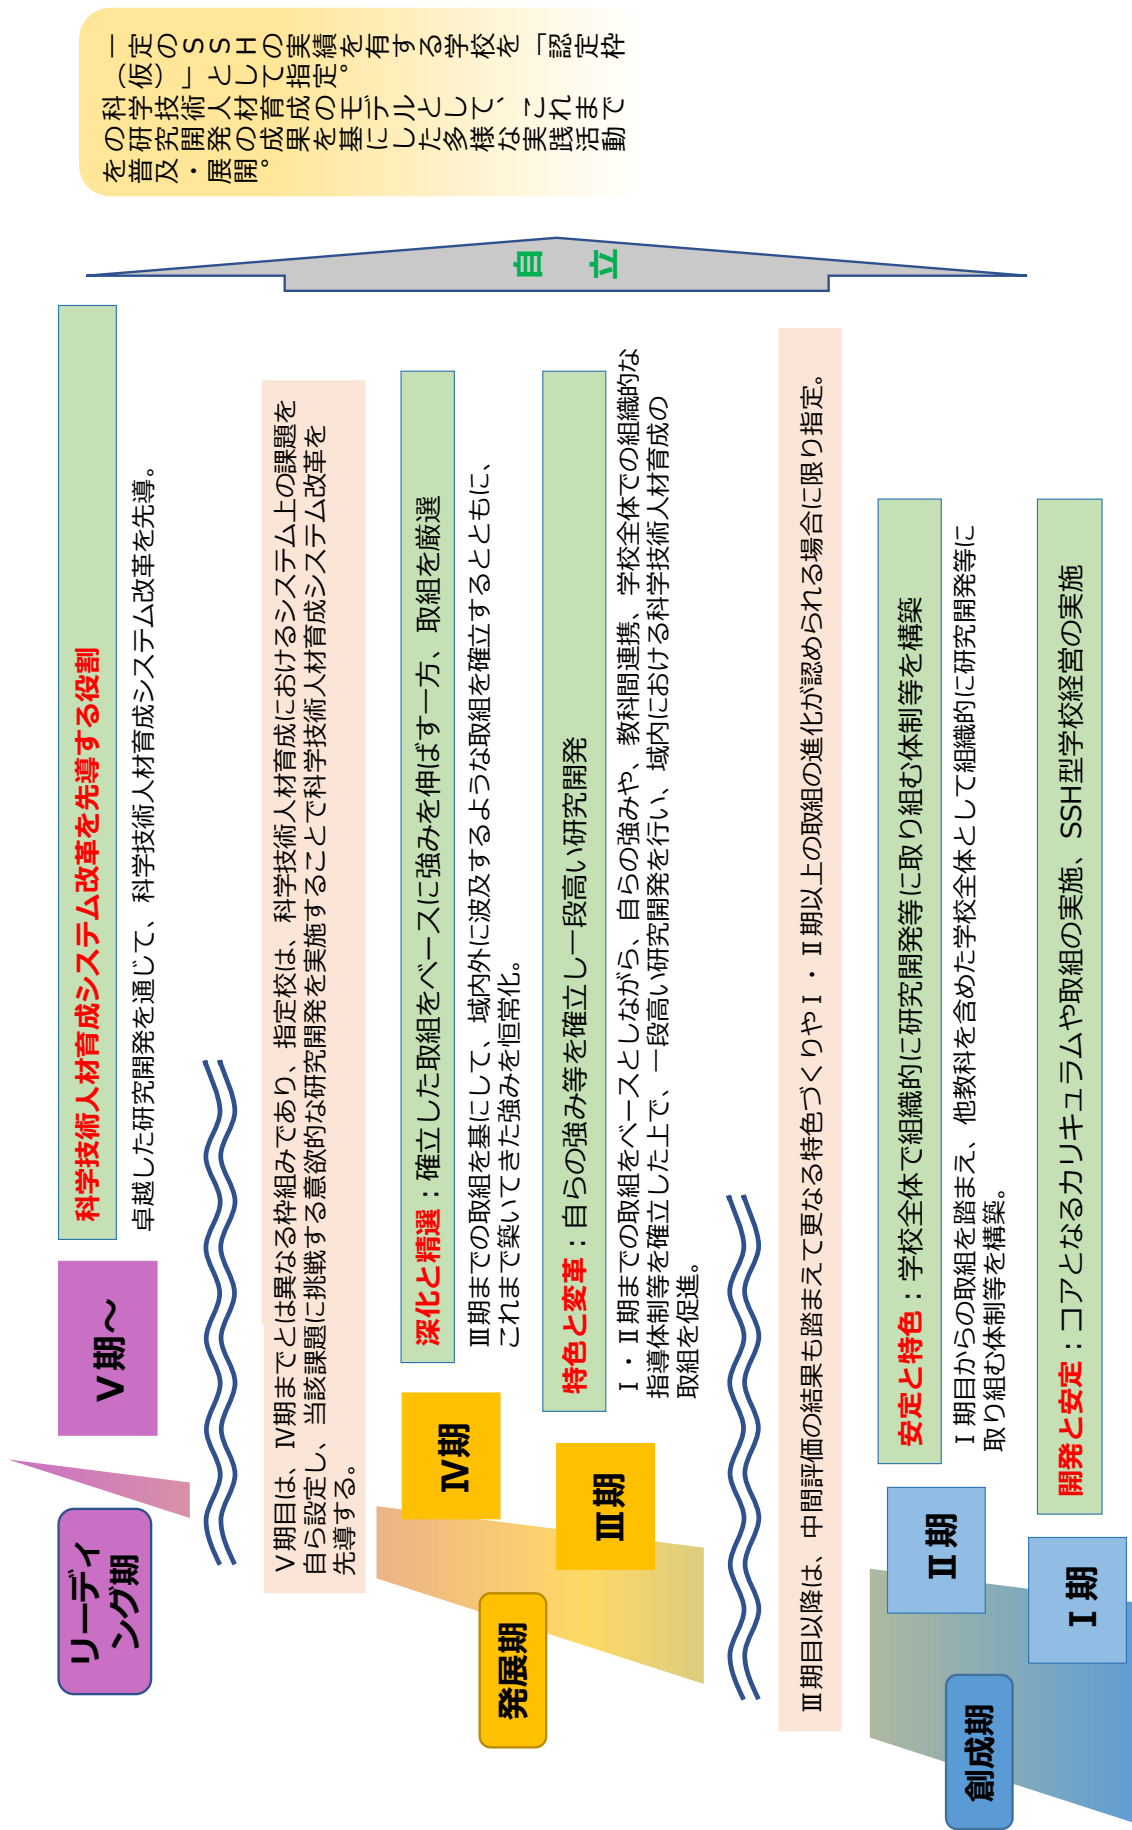 リーディ
ング期
Ⅴ期～
科学技術人材育成システム改革を先導する役割
卓越した研究開発を通じて、科学技術人材育成システム改革を先導。
Ⅴ期目は、Ⅳ期までとは異なる枠組みであり、指定校は、科学技術人材育成におけるシステム上の課題を
自ら設定し、当該課題に挑戦する意欲的な研究開発を実施することで科学技術人材育成システム改革を
先導する。
発展期
Ⅳ期
深化と精選：確立した取組をベースに強みを伸ばす一方、取組を厳選
Ⅲ期までの取組を基にして、域内外に波及するような取組を確立するとともに、
これまで築いてきた強みを恒常化。
Ⅲ期
特色と変革：自らの強み等を確立し一段高い研究開発
Ⅰ・Ⅱ期までの取組をベースとしながら、自らの強みや、教科間連携、学校全体での組織的な
指導体制等を確立した上で、一段高い研究開発を行い、域内における科学技術人材育成の
取組を促進。
Ⅲ期目以降は、中間評価の結果も踏まえて更なる特色づくりやⅠ・Ⅱ期以上の取組の進化が認められる場合に限り指定。
創成期
Ⅱ期
安定と特色：学校全体で組織的に研究開発等に取り組む体制等を構築
Ⅰ期目からの取組を踏まえ、他教科を含めた学校全体として組織的に研究開発等に
取り組む体制等を構築。
Ⅰ期
開発と安定：コアとなるカリキュラムや取組の実施、SSH型学校経営の実施
自立
一定のＳＳＨの実績を有する学校を「認定枠
（仮）」として指定。
の科学技術人材育成のモデルとして、これまで
の研究開発の成果を基にした多様な実践活動
を普及・展開。